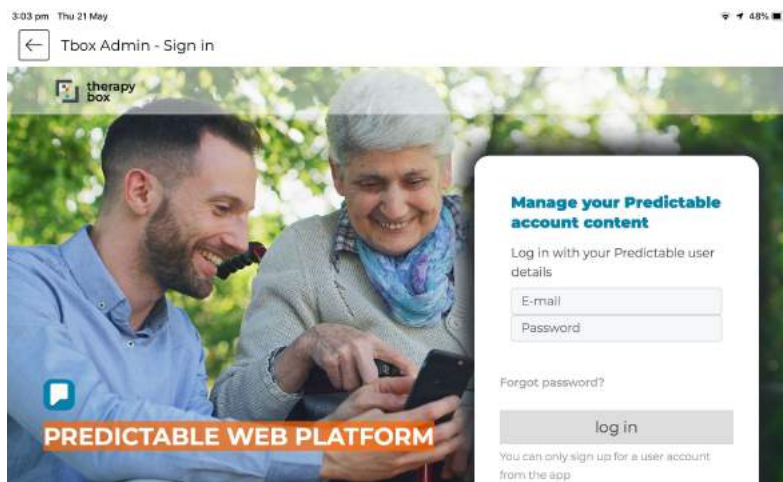 3:03 pm Thu 21 May
48%
Tbox Admin - Sign in
therapy
box
Manage your Predictable
account content
Log in with your Predictable user
details
E-mail
Password
Forgot password?
log in
You can only sign up for a user account
from the app
PREDICTABLE WEB PLATFORM